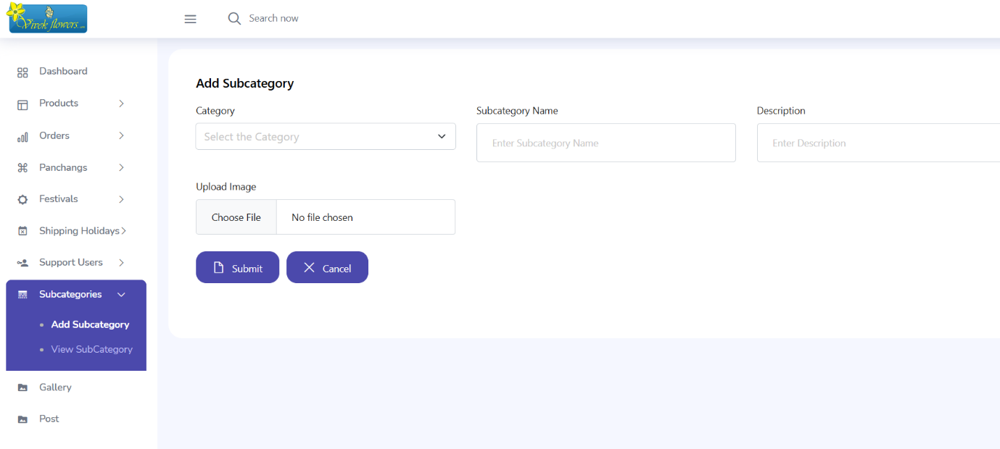 Vivek flowers.com
Search now
Dashboard
Products
Orders
Panchangs
Festivals
Shipping Holidays
Support Users
Subcategories
Add Subcategory
View SubCategory
Gallery
Post
Add Subcategory
Category
Select the Category
Subcategory Name
Enter Subcategory Name
Description
Enter Description
Upload Image
Choose File No file chosen
Submit
Cancel